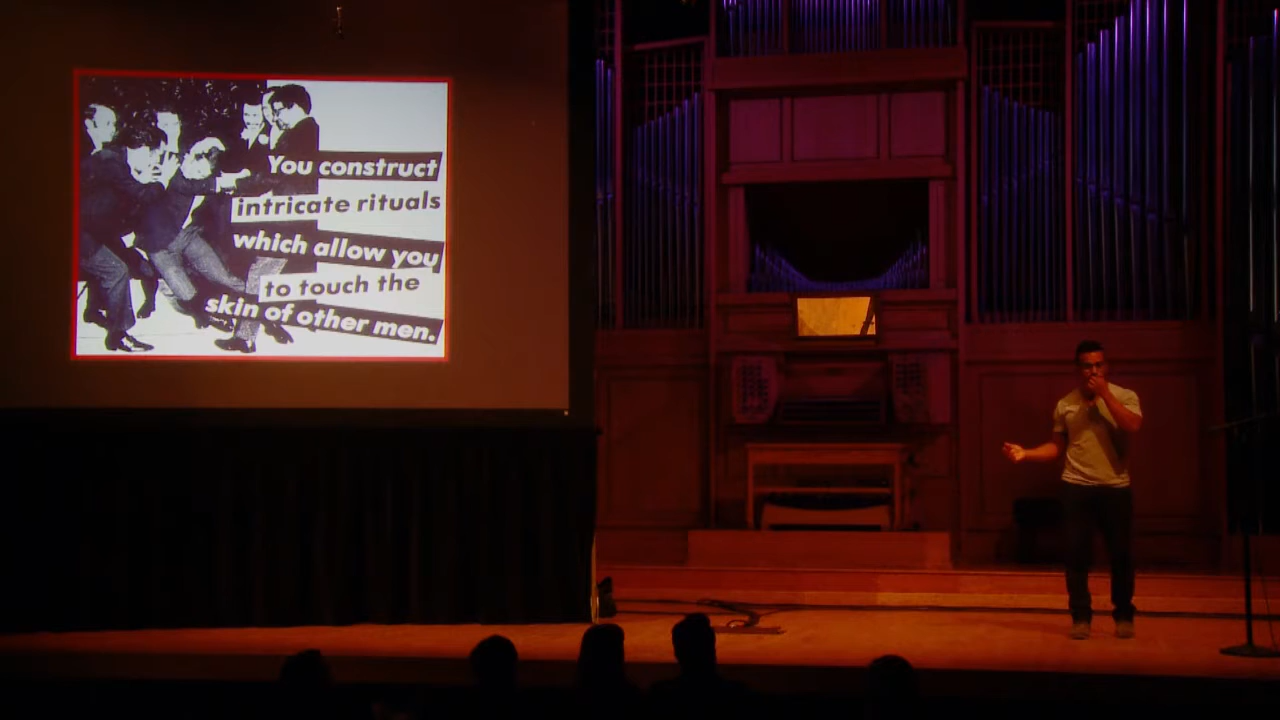 You construct
intricate rituals
which allow you
to touch the
skin of other men.